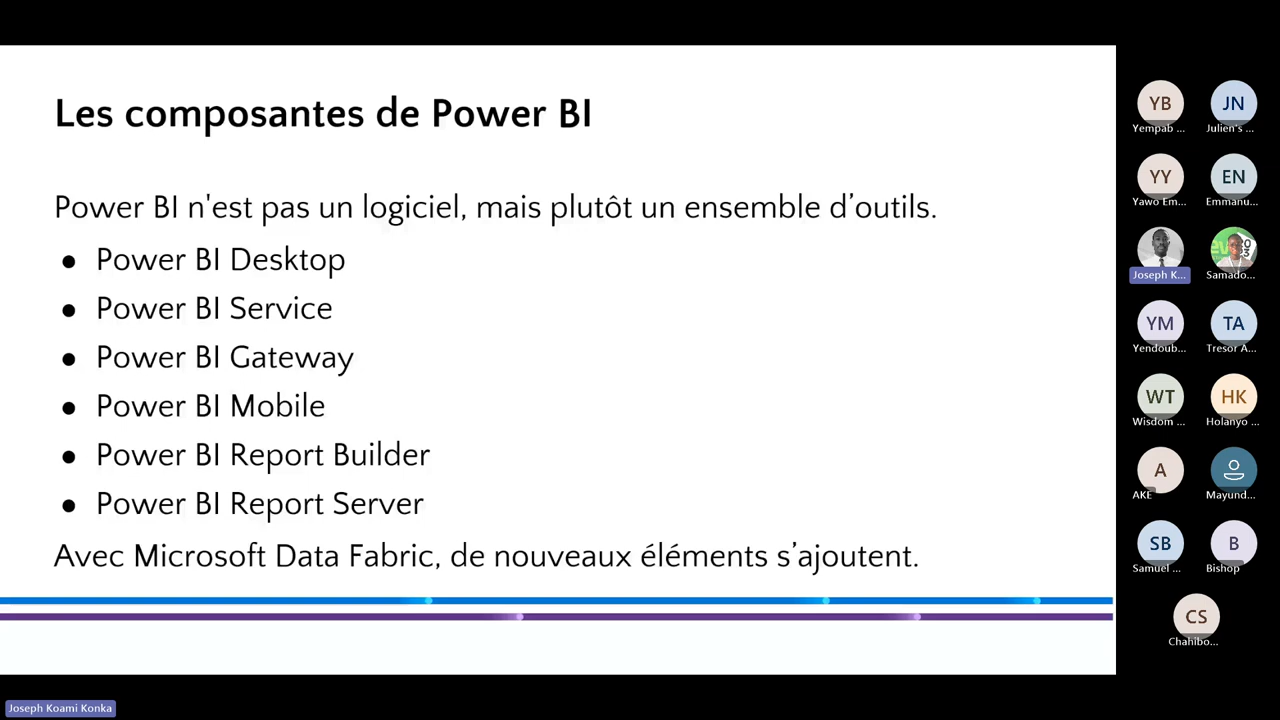 Les composantes de Power BI
Power BI n'est pas un logiciel, mais plutôt un ensemble d’outils.
● Power BI Desktop
● Power BI Service
● Power BI Gateway
● Power BI Mobile
● Power BI Report Builder
● Power BI Report Server
Avec Microsoft Data Fabric, de nouveaux éléments s’ajoutent.
YB
JN
Yempab ...
Julien's ...
YY
EN
Yawo Em...
Emmanu...
Joseph K...
Samado...
YM
TA
Yendoub...
Tresor A...
WT
HK
Wisdom ...
Holanyo ...
A
AKE
Mayund...
SB
B
Samuel ...
Bishop
CS
Chahibo...
Joseph Koami Konka